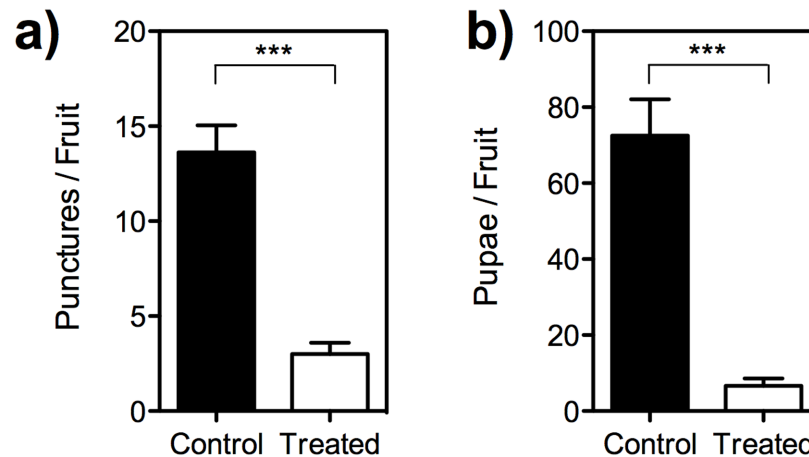 a)
Punctures / Fruit
20
15
10
5
0
***
Control
Treated
b)
Pupae / Fruit
100
80
60
40
20
0
***
Control
Treated